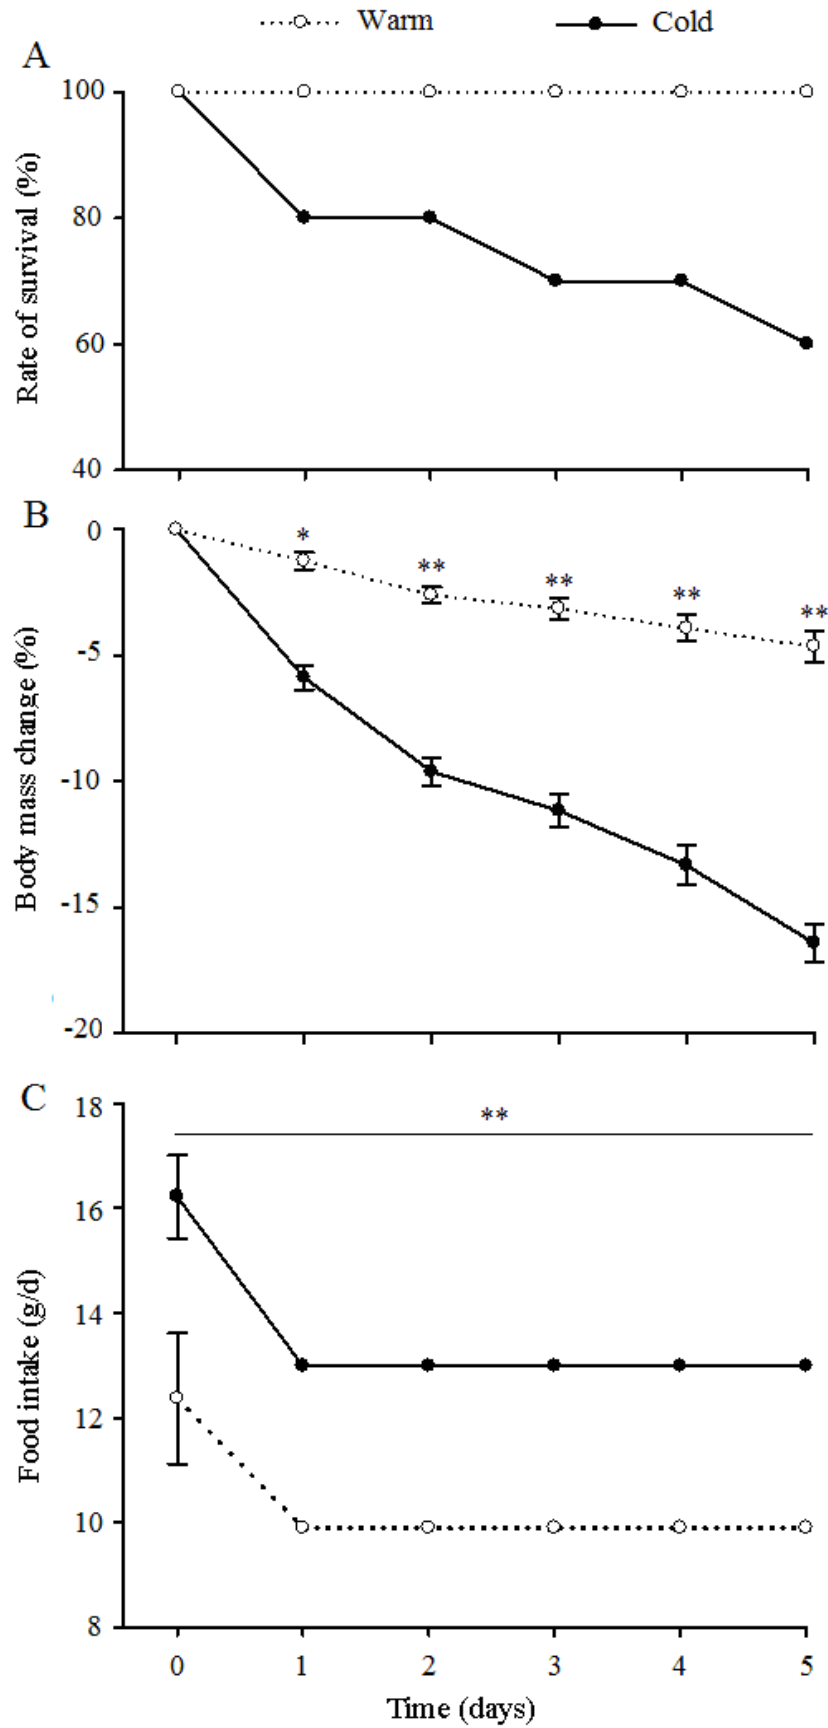 Warm Cold
A
100
80
60
40
Rate of survival (%)
B
0
-5
-10
-15
-20
Body mass change (%)
*
**
**
**
**
C
18
16
14
12
10
8
Food intake (g/d)
**
0 1 2 3 4 5
Time (days)